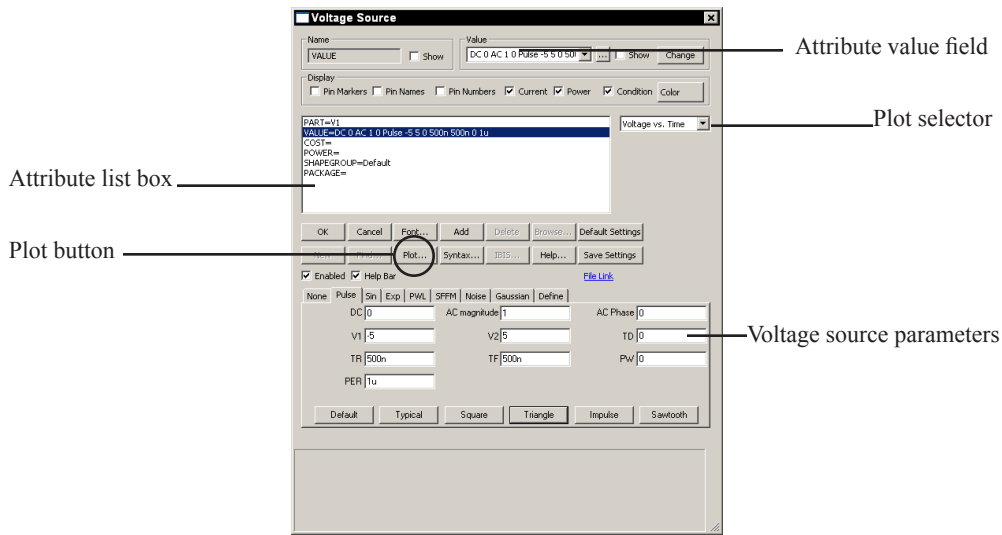 Voltage Source
Name
VALUE
Show
Value
DC 0 AC 1 0 Pulse -5 5 0 500
...
Show
Change
Attribute value field
Display
Pin Markers
Pin Names
Pin Numbers
Current
Power
Condition
Color
PART=V1
VALUE=DC 0 AC 1 0 Pulse -5 5 0 500n 500n 0 1u
COST=
POWER=
SHAPEGROUP=Default
PACKAGE=
Voltage vs. Time
Plot selector
Attribute list box
OK
Cancel
Font...
Add
Delete
Browse...
Default Settings
Plot button
New
Find...
Plot...
Syntax...
IBIS...
Help...
Save Settings
Enabled
Help Bar
File Link
None
Pulse
Sin
Exp
PWL
SFFM
Noise
Gaussian
Define
DC 0
AC magnitude 1
AC Phase 0
V1 -5
V2 5
TD 0
Voltage source parameters
TR 500n
TF 500n
PW 0
PER 1u
Default
Typical
Square
Triangle
Impulse
Sawtooth